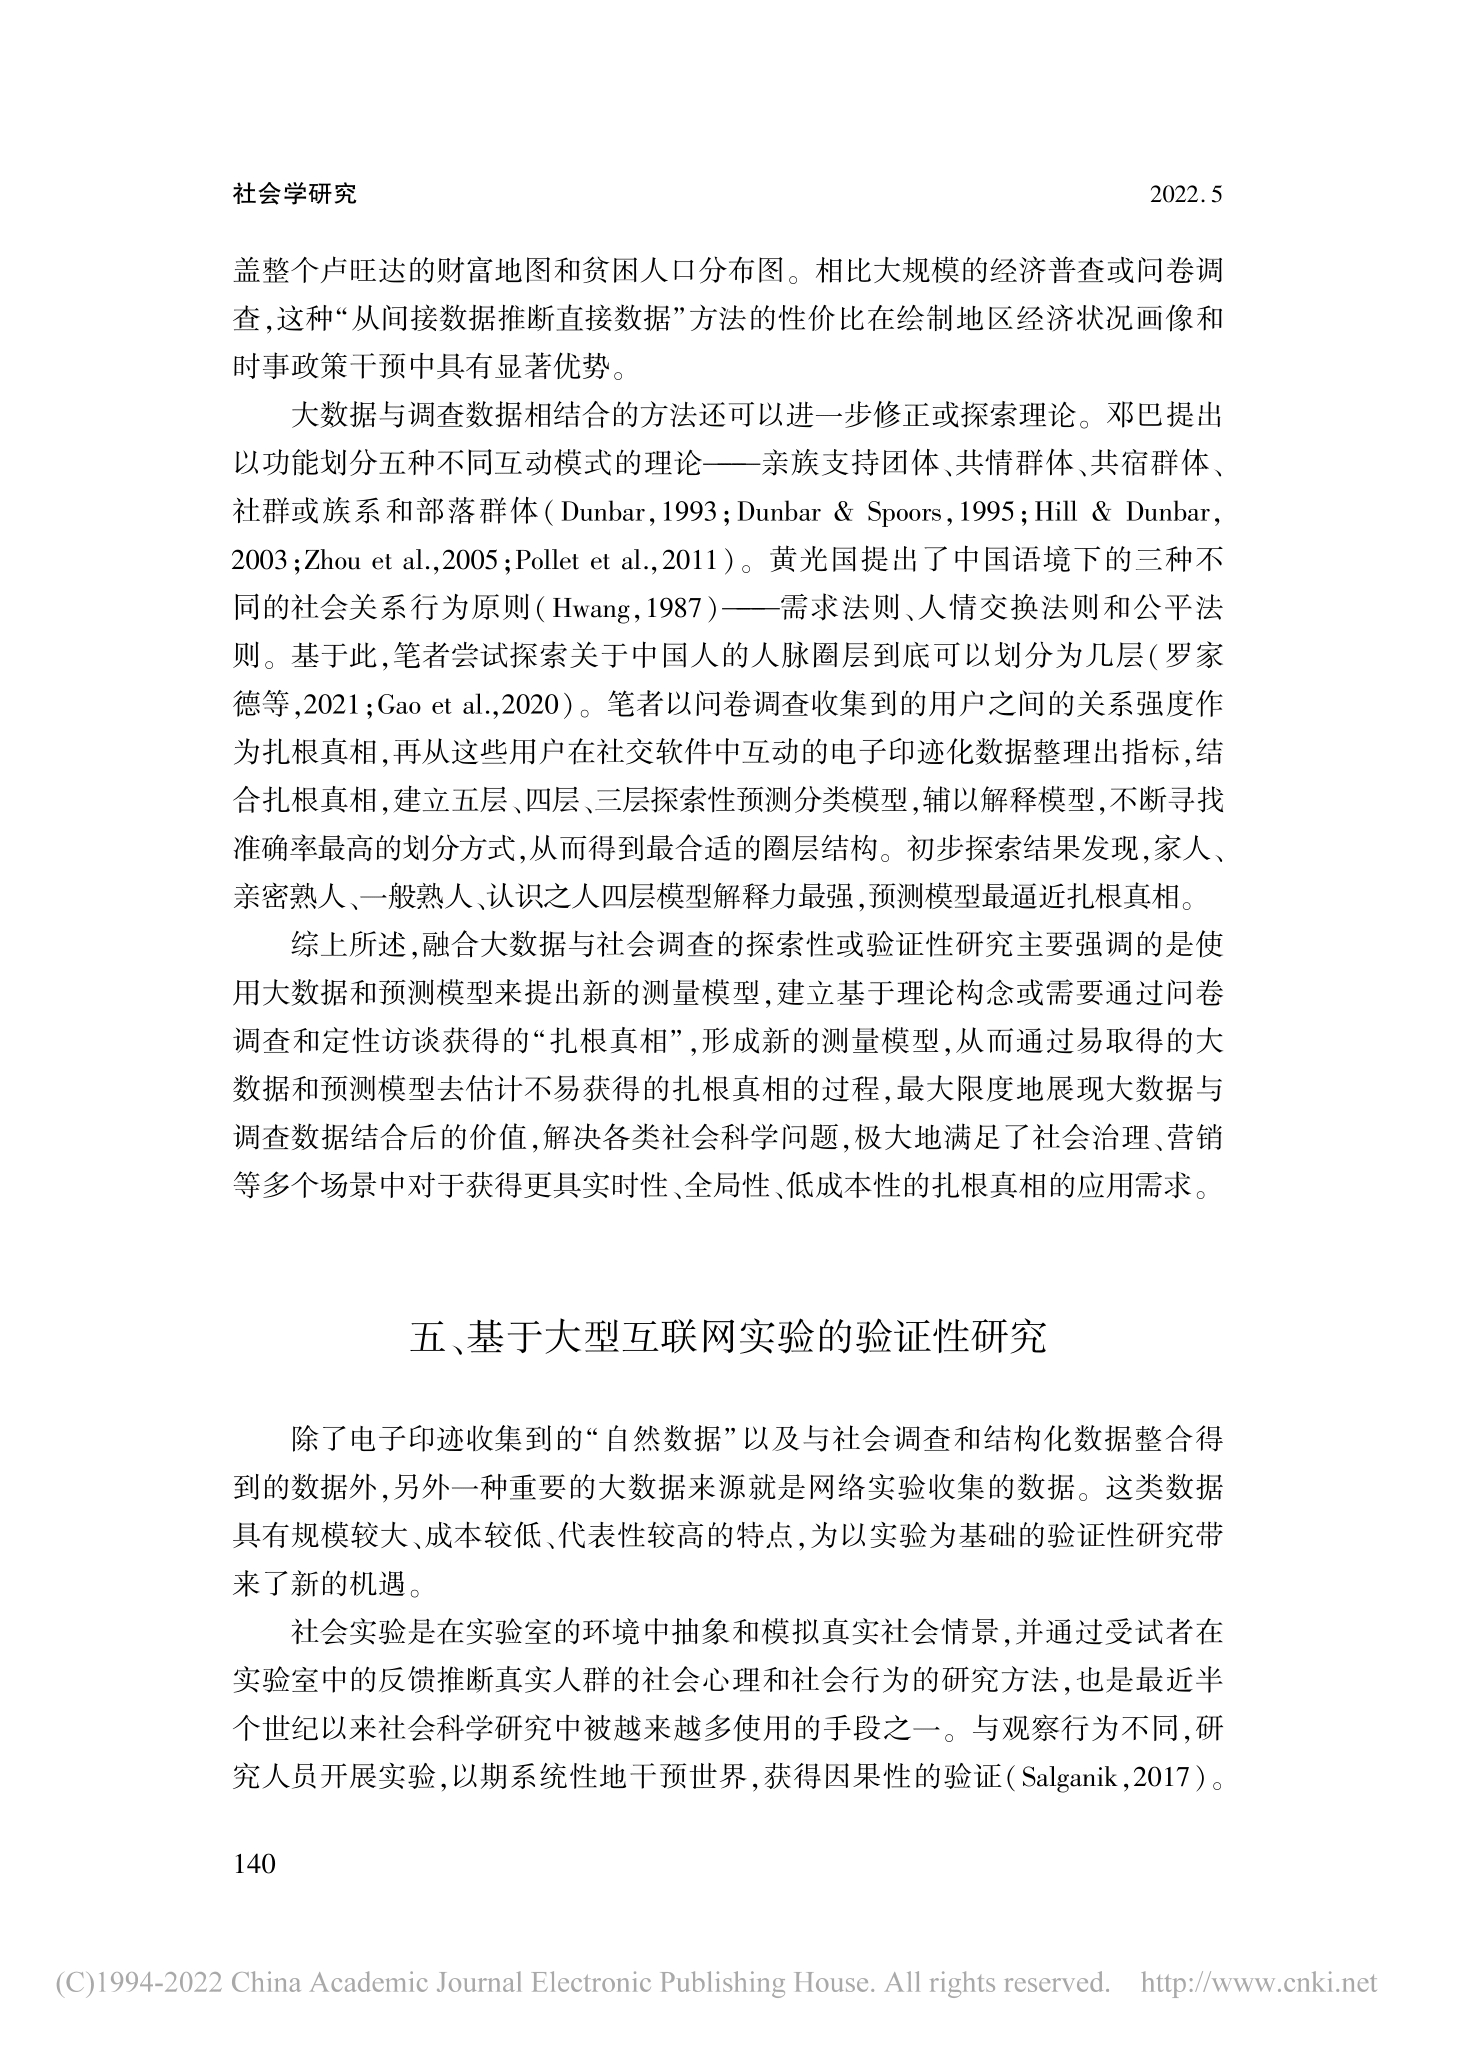 社会学研究 2022.5
盖整个卢旺达的财富地图和贫困人口分布图。相比大规模的经济普查或问卷调
查,这种“从间接数据推断直接数据”方法的性价比在绘制地区经济状况画像和
时事政策干预中具有显著优势。
大数据与调查数据相结合的方法还可以进一步修正或探索理论。邓巴提出
以功能划分五种不同互动模式的理论——亲族支持团体、共情群体、共宿群体、
社群或族系和部落群体(Dunbar,1993;Dunbar & Spoors,1995;Hill & Dunbar,
2003;Zhou et al.,2005;Pollet et al.,2011)。黄光国提出了中国语境下的三种不
同的社会关系行为原则(Hwang,1987)——需求法则、人情交换法则和公平法
则。基于此,笔者尝试探索关于中国人的人脉圈层到底可以划分为几层(罗家
德等,2021;Gao et al.,2020)。笔者以问卷调查收集到的用户之间的关系强度作
为扎根真相,再从这些用户在社交软件中互动的电子印迹化数据整理出指标,结
合扎根真相,建立五层、四层、三层探索性预测分类模型,辅以解释模型,不断寻找
准确率最高的划分方式,从而得到最合适的圈层结构。初步探索结果发现,家人、
亲密熟人、一般熟人、认识之人四层模型解释力最强,预测模型最逼近扎根真相。
综上所述,融合大数据与社会调查的探索性或验证性研究主要强调的是使
用大数据和预测模型来提出新的测量模型,建立基于理论构念或需要通过问卷
调查和定性访谈获得的“扎根真相”,形成新的测量模型,从而通过易取得的大
数据和预测模型去估计不易获得的扎根真相的过程,最大限度地展现大数据与
调查数据结合后的价值,解决各类社会科学问题,极大地满足了社会治理、营销
等多个场景中对于获得更具实时性、全局性、低成本性的扎根真相的应用需求。
五、基于大型互联网实验的验证性研究
除了电子印迹收集到的“自然数据”以及与社会调查和结构化数据整合得
到的数据外,另外一种重要的大数据来源就是网络实验收集的数据。这类数据
具有规模较大、成本较低、代表性较高的特点,为以实验为基础的验证性研究带
来了新的机遇。
社会实验是在实验室的环境中抽象和模拟真实社会情景,并通过受试者在
实验室中的反馈推断真实人群的社会心理和社会行为的研究方法,也是最近半
个世纪以来社会科学研究中被越来越多使用的手段之一。与观察行为不同,研
究人员开展实验,以期系统性地干预世界,获得因果性的验证(Salganik,2017)。
140
(C)1994-2022 China Academic Journal Electronic Publishing House. All rights reserved. http://www.cnki.net